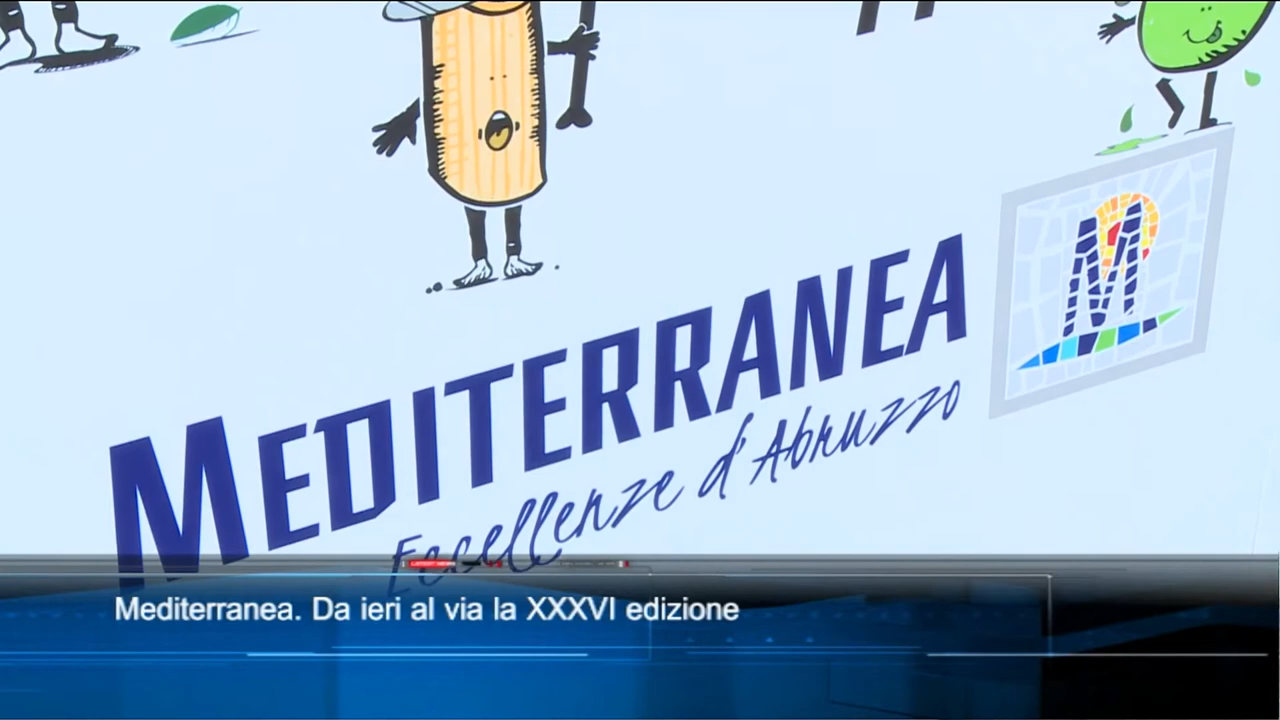 MEDITERRANEA
Eccellenze d'Abruzzo
M
Mediterranea. Da ieri al via la XXXVI edizione